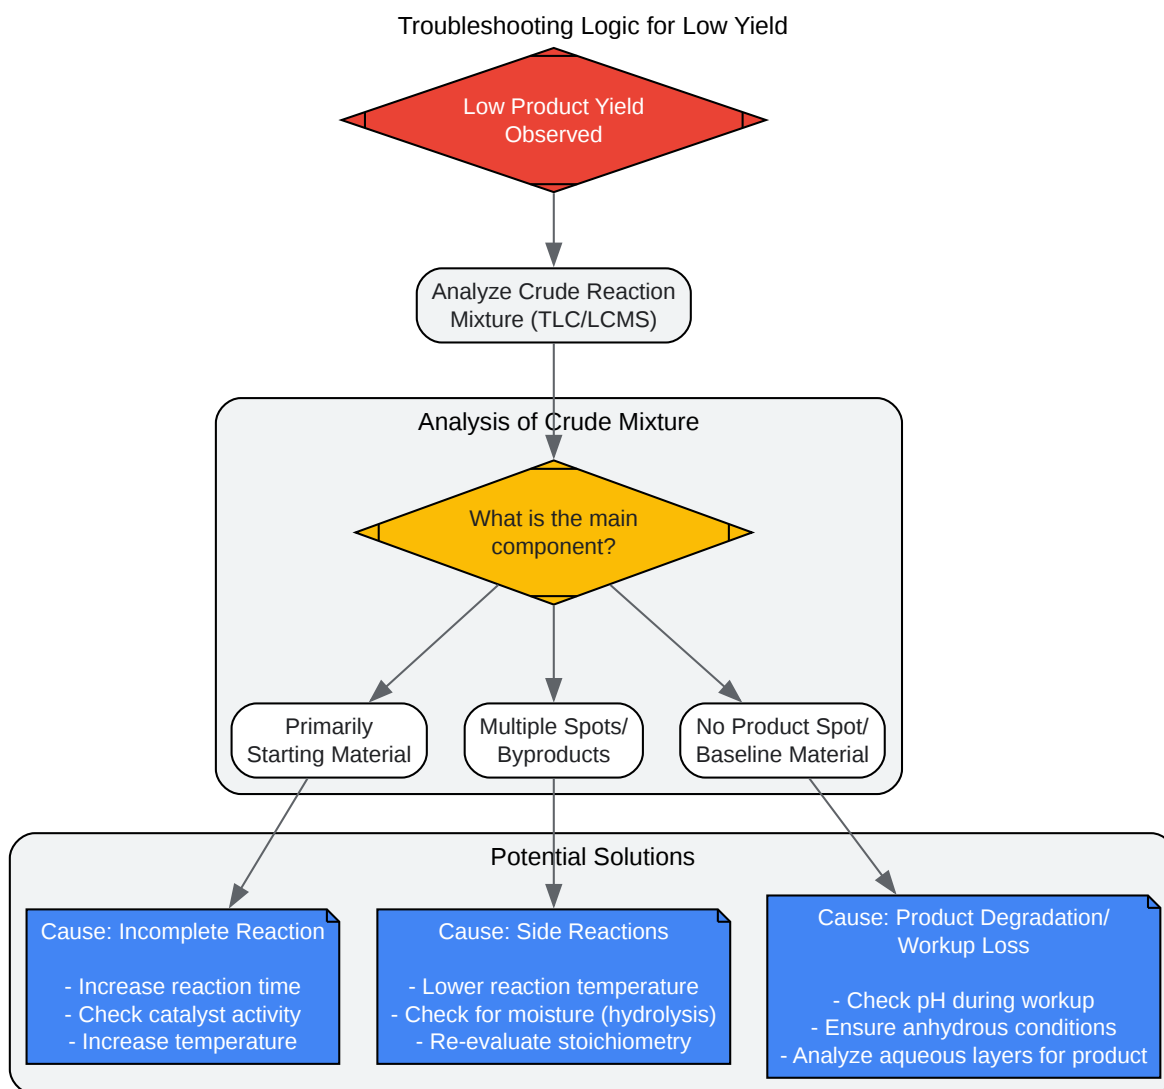 Troubleshooting Logic for Low Yield
Low Product Yield
Observed
Analyze Crude Reaction
Mixture (TLC/LCMS)
Analysis of Crude Mixture
What is the main
component?
Primarily
Starting Material
Multiple Spots/
Byproducts
No Product Spot/
Baseline Material
Potential Solutions
Cause: Incomplete Reaction
- Increase reaction time
- Check catalyst activity
- Increase temperature
Cause: Side Reactions
- Lower reaction temperature
- Check for moisture (hydrolysis)
- Re-evaluate stoichiometry
Cause: Product Degradation/
Workup Loss
- Check pH during workup
- Ensure anhydrous conditions
- Analyze aqueous layers for product